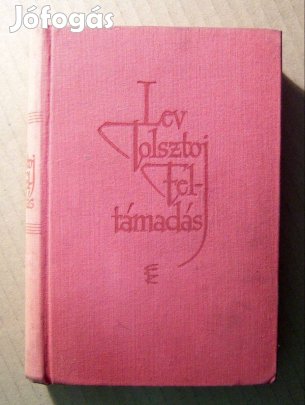 Jófogás
Lev
Tolsztoj
Fel-
támadás